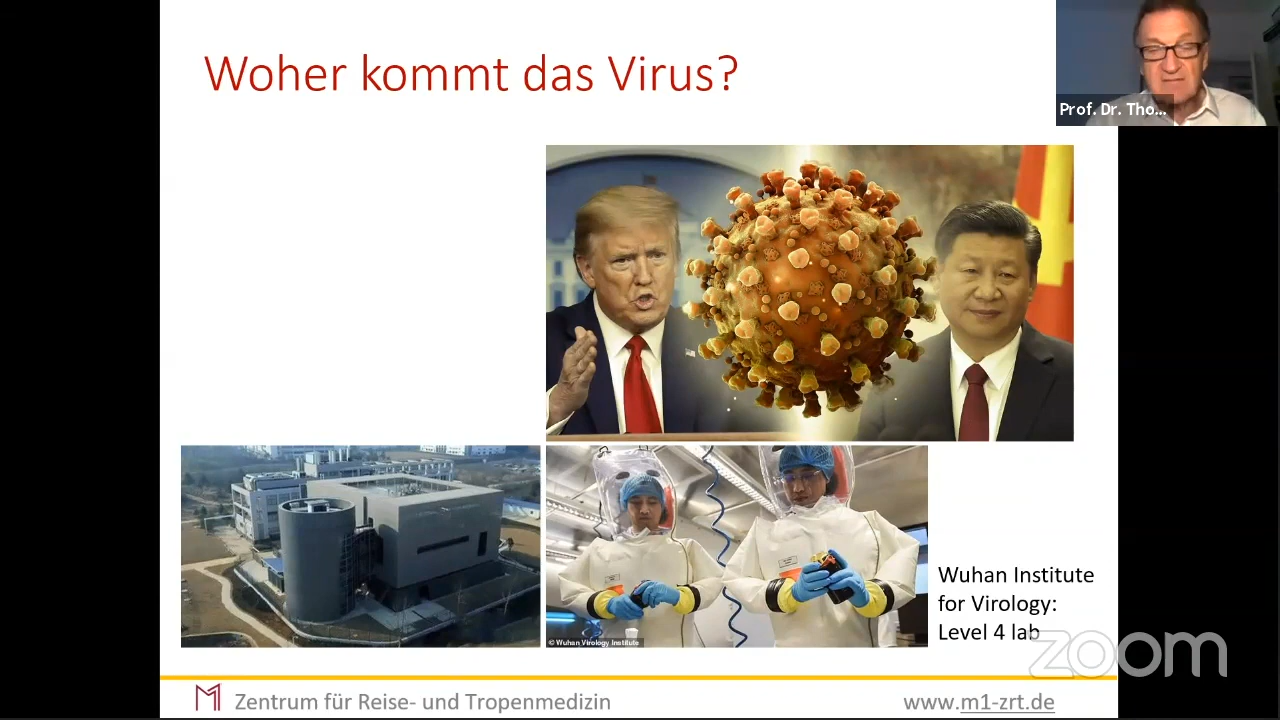 Woher kommt das Virus?
Prof. Dr. Tho...
© Wuhan Virology Institute
Wuhan Institute
for Virology:
Level 4 lab
zoom
Zentrum für Reise- und Tropenmedizin
www.m1-zrt.de